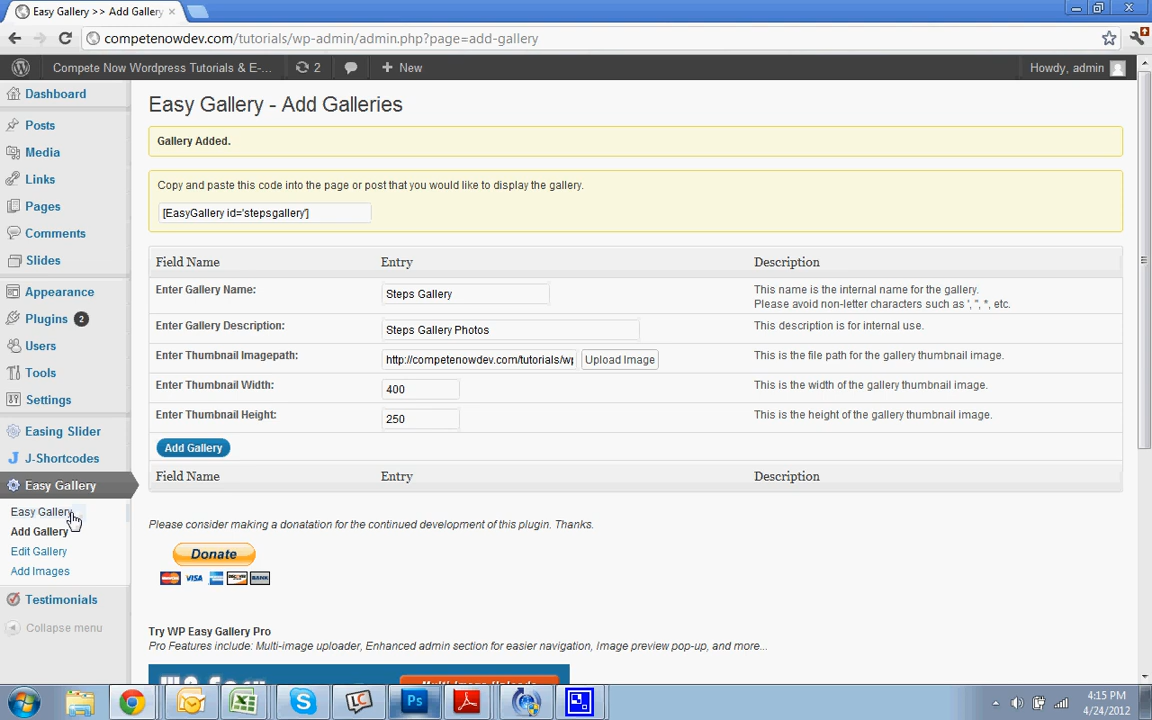 Easy Gallery >> Add Gallery
competenowdev.com/tutorials/wp-admin/admin.php?page=add-gallery
Compete Now Wordpress Tutorials & E-... 2 New Howdy, admin
Dashboard
Posts
Media
Links
Pages
Comments
Slides
Appearance
Plugins 2
Users
Tools
Settings
Easing Slider
J J-Shortcodes
Easy Gallery
Easy Gallery
Add Gallery
Edit Gallery
Add Images
Testimonials
Collapse menu
Easy Gallery - Add Galleries
Gallery Added.
Copy and paste this code into the page or post that you would like to display the gallery.
[EasyGallery id='stepsgallery']
Field Name Entry Description
Enter Gallery Name: Steps Gallery This name is the internal name for the gallery.
Please avoid non-letter characters such as ', ", *, etc.
Enter Gallery Description: Steps Gallery Photos This description is for internal use.
Enter Thumbnail Imagepath: http://competenowdev.com/tutorials/wp Upload Image This is the file path for the gallery thumbnail image.
Enter Thumbnail Width: 400 This is the width of the gallery thumbnail image.
Enter Thumbnail Height: 250 This is the height of the gallery thumbnail image.
Add Gallery
Field Name Entry Description
Please consider making a donatation for the continued development of this plugin. Thanks.
Donate
VISA BANK
Try WP Easy Gallery Pro
Pro Features include: Multi-image uploader, Enhanced admin section for easier navigation, Image preview pop-up, and more...
LC Ps
4:15 PM
4/24/2012